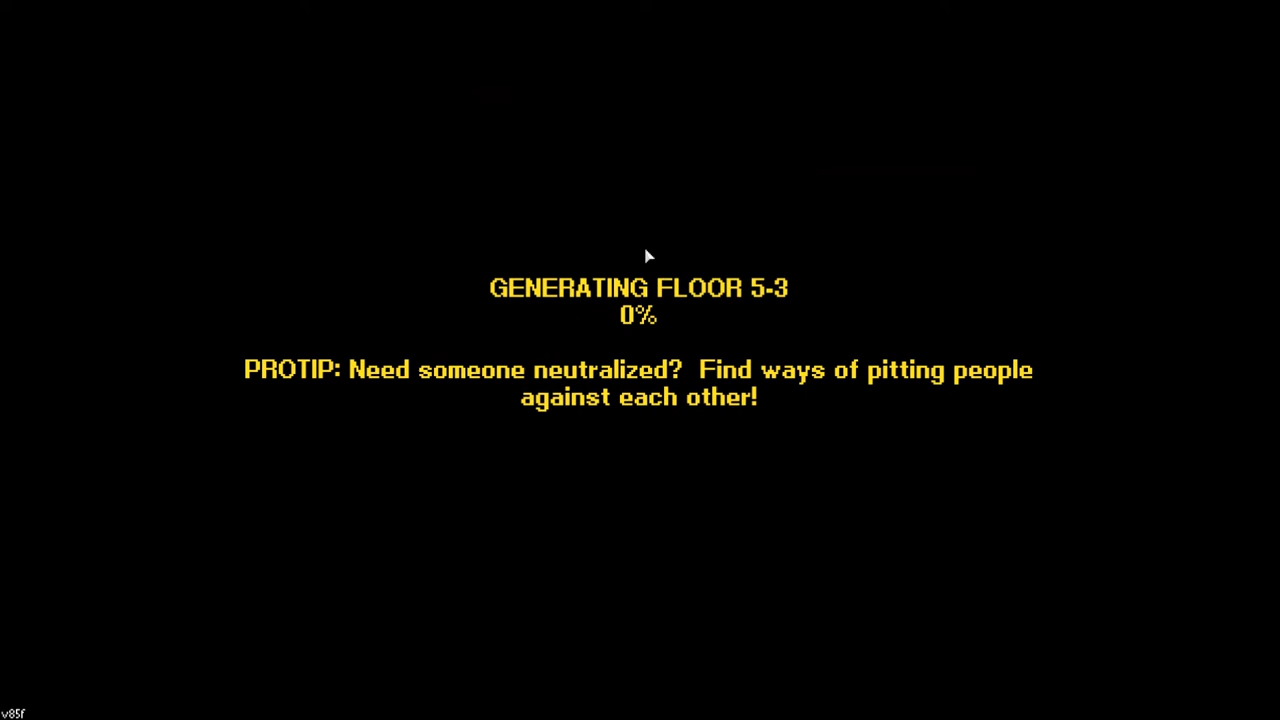 GENERATING FLOOR 5-3
0%
PROTIP: Need someone neutralized?  Find ways of pitting people
against each other!
v85f